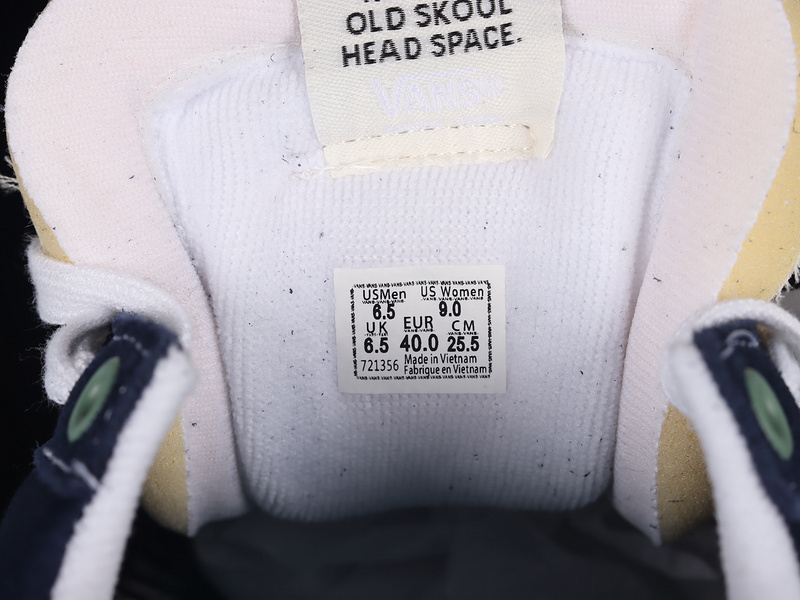 OLD SKOOL
HEAD SPACE.
VANS
USMen US Women
6.5 9.0
UK EUR CM
6.5 40.0 25.5
721356 Made in Vietnam
Fabrique en Vietnam